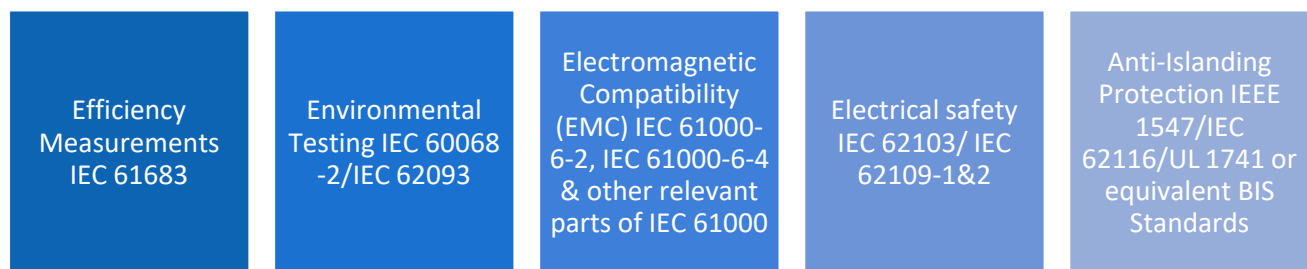 Efficiency
Measurements
IEC 61683
Environmental
Testing IEC 60068
-2/IEC 62093
Electromagnetic
Compatibility
(EMC) IEC 61000-
6-2, IEC 61000-6-4
& other relevant
parts of IEC 61000
Electrical safety
IEC 62103/ IEC
62109-1&2
Anti-Islanding
Protection IEEE
1547/IEC
62116/UL 1741 or
equivalent BIS
Standards